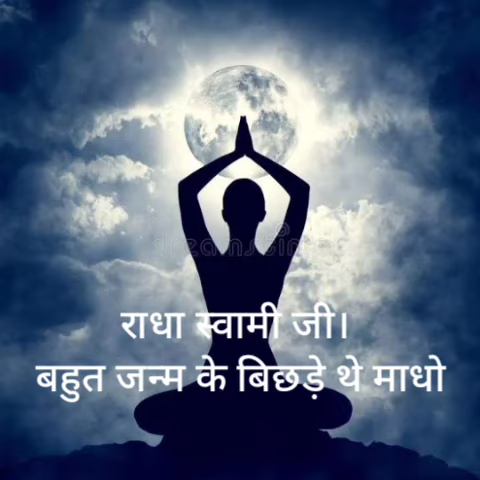 राधा स्वामी जी।
बहुत जन्म के बिछड़े थे माधो